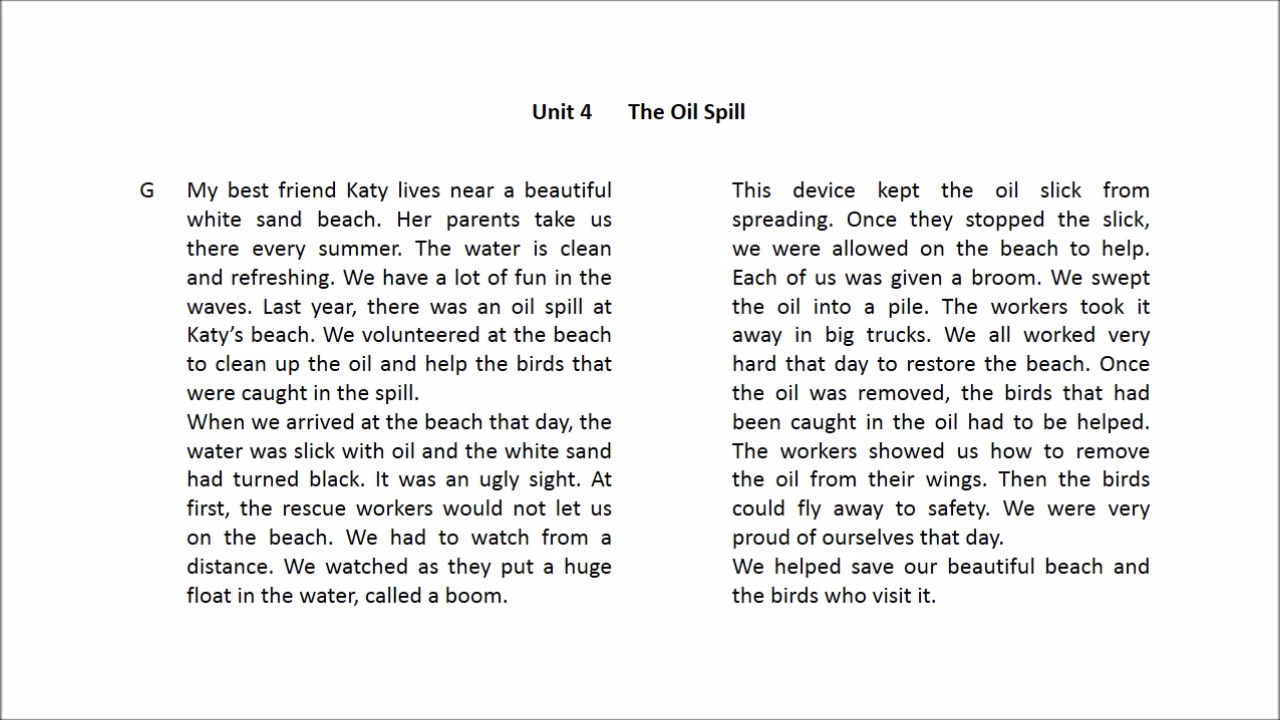 Unit 4 The Oil Spill
G My best friend Katy lives near a beautiful
white sand beach. Her parents take us
there every summer. The water is clean
and refreshing. We have a lot of fun in the
waves. Last year, there was an oil spill at
Katy’s beach. We volunteered at the beach
to clean up the oil and help the birds that
were caught in the spill.
When we arrived at the beach that day, the
water was slick with oil and the white sand
had turned black. It was an ugly sight. At
first, the rescue workers would not let us
on the beach. We had to watch from a
distance. We watched as they put a huge
float in the water, called a boom.
This device kept the oil slick from
spreading. Once they stopped the slick,
we were allowed on the beach to help.
Each of us was given a broom. We swept
the oil into a pile. The workers took it
away in big trucks. We all worked very
hard that day to restore the beach. Once
the oil was removed, the birds that had
been caught in the oil had to be helped.
The workers showed us how to remove
the oil from their wings. Then the birds
could fly away to safety. We were very
proud of ourselves that day.
We helped save our beautiful beach and
the birds who visit it.